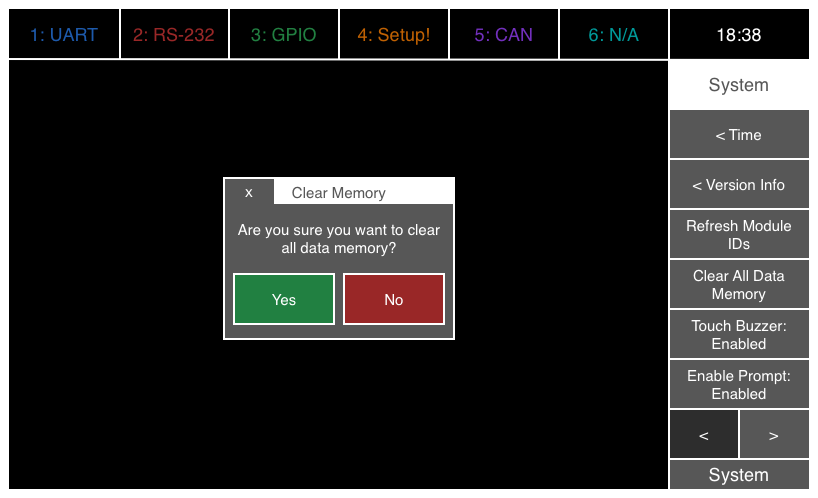 1: UART 2: RS-232 3: GPIO 4: Setup! 5: CAN 6: N/A 18:38
System
< Time
< Version Info
Refresh Module
IDs
Clear All Data
Memory
Touch Buzzer:
Enabled
Enable Prompt:
Enabled
< >
System
x Clear Memory
Are you sure you want to clear
all data memory?
Yes No